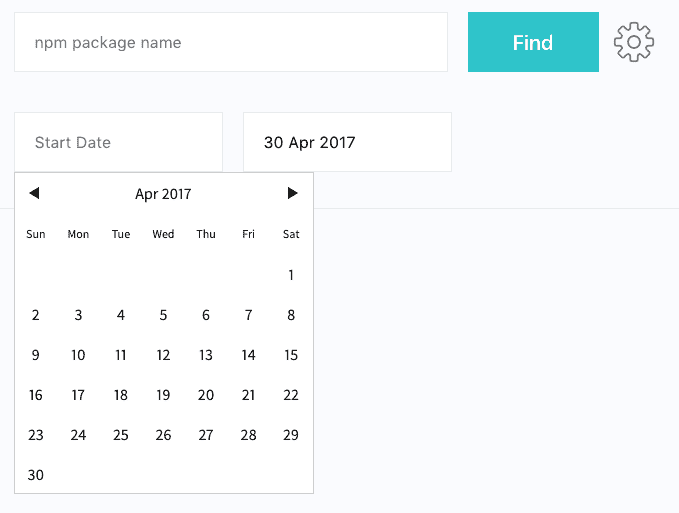 npm package name Find
Start Date 30 Apr 2017
Apr 2017
Sun Mon Tue Wed Thu Fri Sat
1
2 3 4 5 6 7 8
9 10 11 12 13 14 15
16 17 18 19 20 21 22
23 24 25 26 27 28 29
30